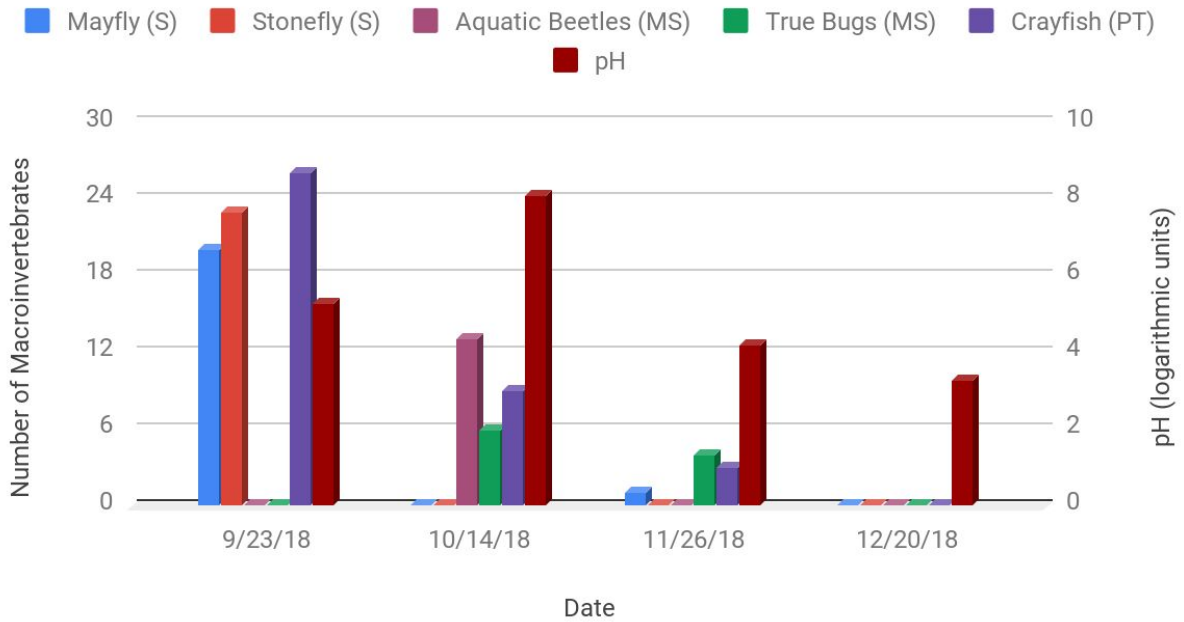 Mayfly (S) Stonefly (S) Aquatic Beetles (MS) True Bugs (MS) Crayfish (PT)
pH
Number of Macroinvertebrates
30
24
18
12
6
0
10
8
6
4
2
0
pH (logarithmic units)
9/23/18 10/14/18 11/26/18 12/20/18
Date